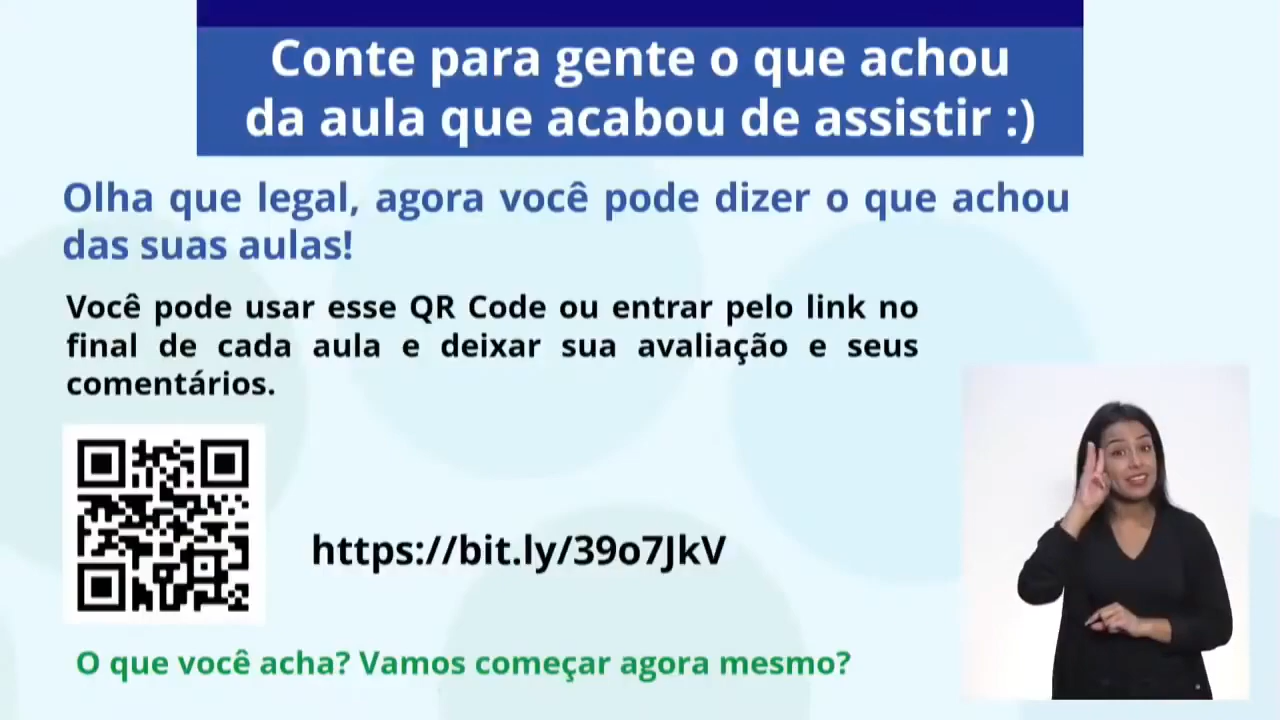 Conte para gente o que achou
da aula que acabou de assistir :)
Olha que legal, agora você pode dizer o que achou
das suas aulas!
Você pode usar esse QR Code ou entrar pelo link no
final de cada aula e deixar sua avaliação e seus
comentários.
https://bit.ly/39o7JkV
O que você acha? Vamos começar agora mesmo?